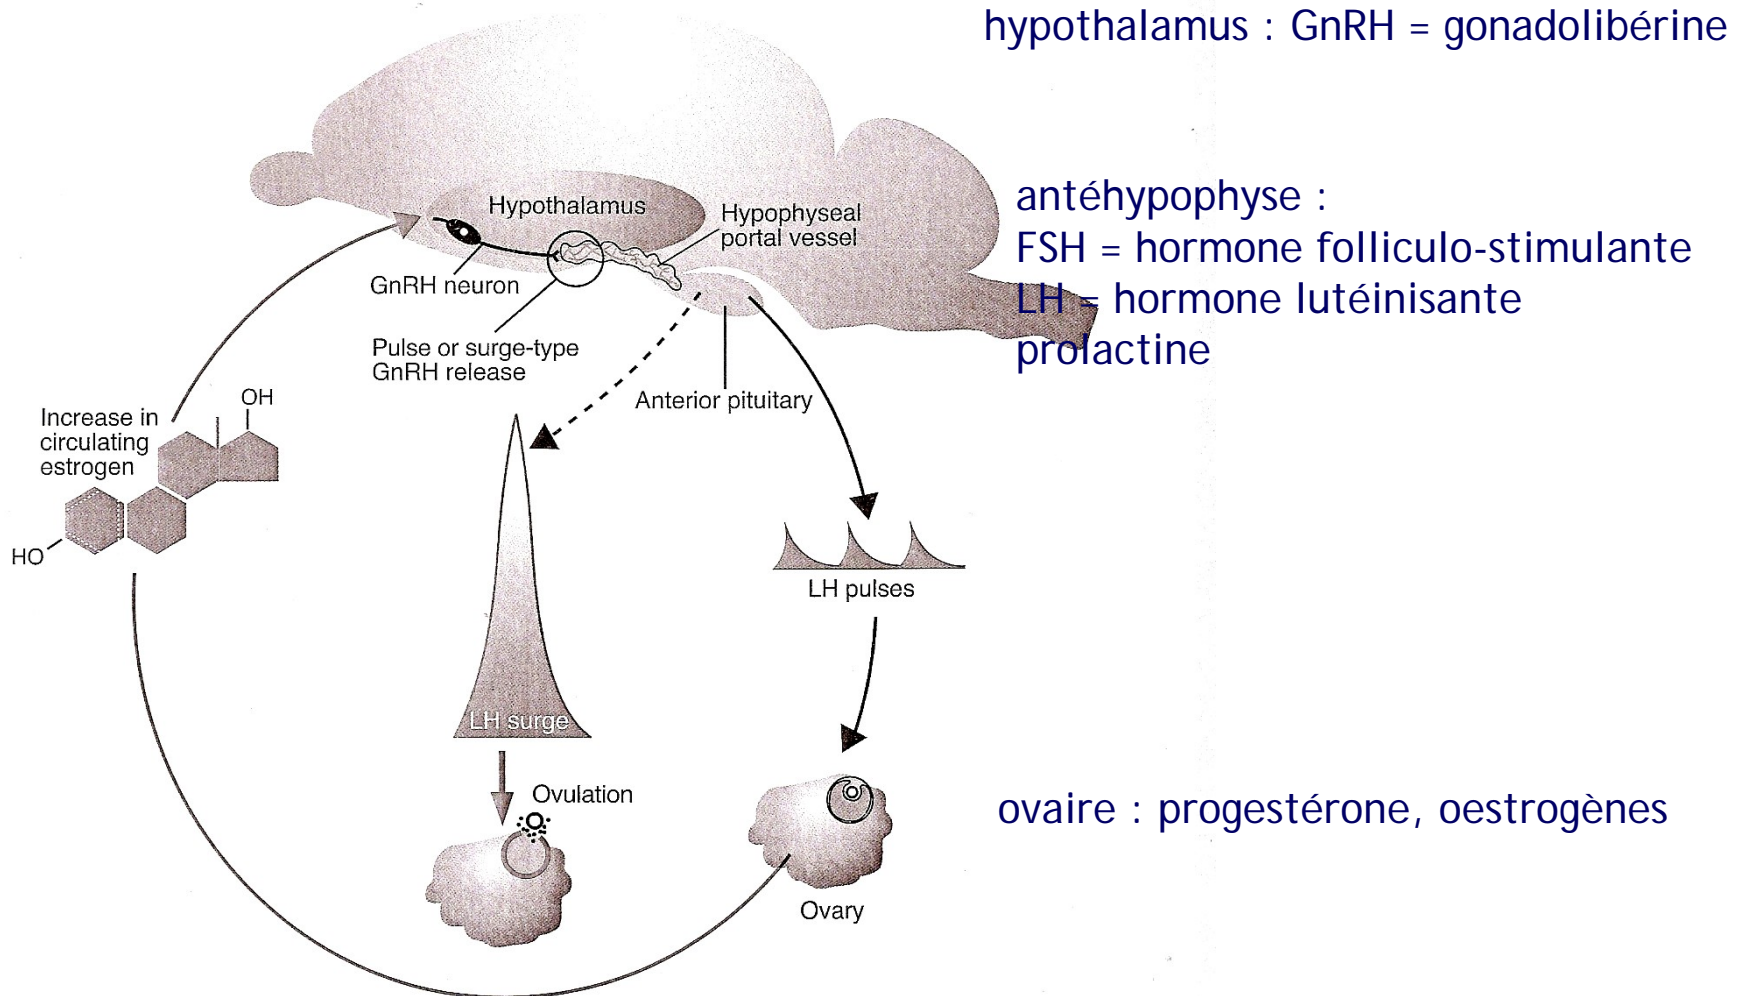 hypothalamus : GnRH = gonadolibérine
antéhypophyse :
FSH = hormone folliculo-stimulante
LH = hormone lutéinisante
prolactine
Hypothalamus
Hypophyseal
portal vessel
GnRH neuron
Pulse or surge-type
GnRH release
Anterior pituitary
OH
Increase in
circulating
estrogen
HO
LH pulses
LH surge
Ovulation
ovaire : progestérone, oestrogènes
Ovary